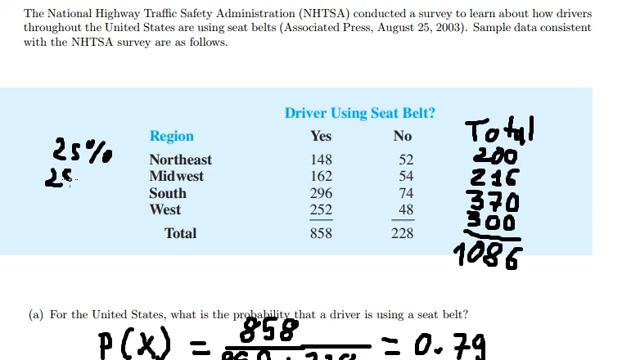 The National Highway Traffic Safety Administration (NHTSA) conducted a survey to learn about how drivers
throughout the United States are using seat belts (Associated Press, August 25, 2003). Sample data consistent
with the NHTSA survey are as follows.
Driver Using Seat Belt? Total
Region Yes No
25% Northeast 148 52 200
25 Midwest 162 54 216
South 296 74 370
West 252 48 300
Total 858 228 1086
(a) For the United States, what is the probability that a driver is using a seat belt?
P(X) = 858 = 0.79